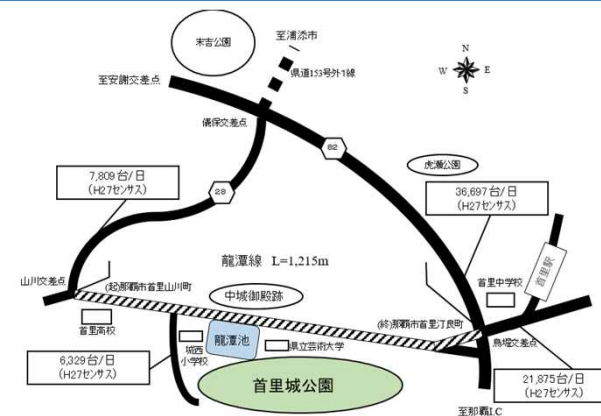 末吉公園
至浦添市
県道153号外1線
N
W E
S
至安謝交差点
儀保交差点
82
虎瀬公園
7,809台/日
(H27センサス)
28
36,697台/日
(H27センサス)
龍潭線 L=1,215m
首里駅
山川交差点
(起)那覇市首里山川町
中城御殿跡
首里中学校
首里高校
(終)那覇市首里汀良町
鳥堀交差点
城西
小学校
龍潭池
県立芸術大学
6,329台/日
(H27センサス)
首里城公園
21,875台/日
(H27センサス)
至那覇I.C